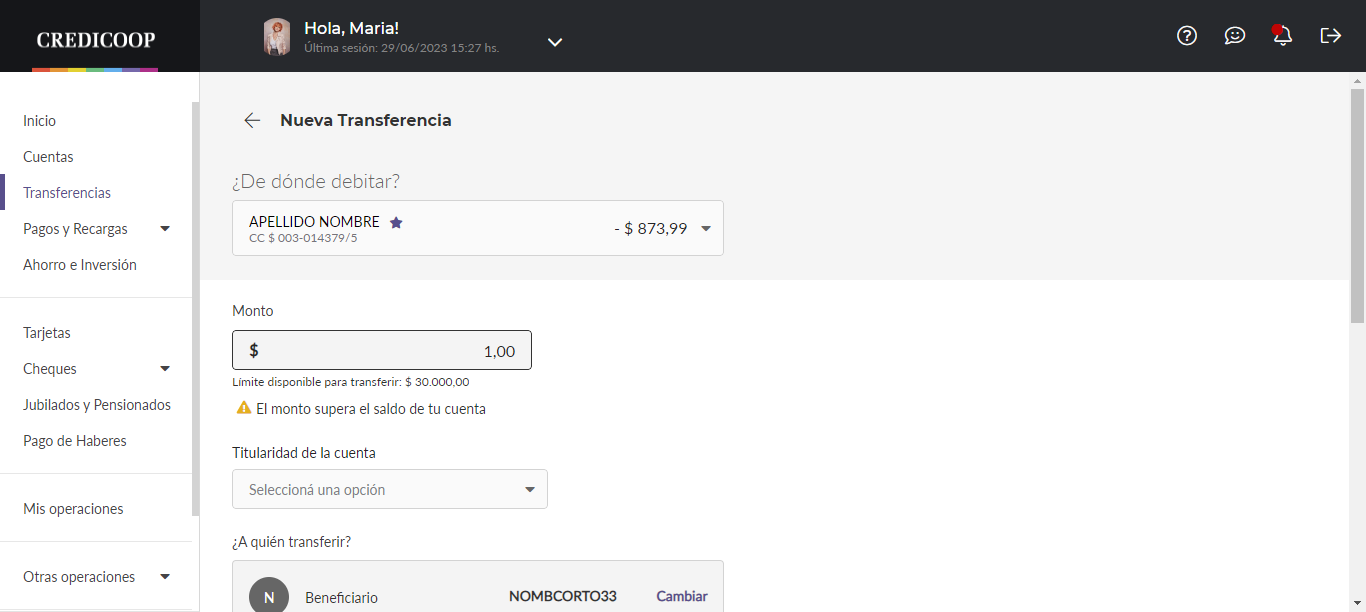 CREDICOOP
Hola, Maria!
Última sesión: 29/06/2023 15:27 hs.
Inicio
Cuentas
Transferencias
Pagos y Recargas
Ahorro e Inversión
Tarjetas
Cheques
Jubilados y Pensionados
Pago de Haberes
Mis operaciones
Otras operaciones
Nueva Transferencia
¿De dónde debitar?
APELLIDO NOMBRE - $ 873,99
CC $ 003-014379/5
Monto
$ 1,00
Límite disponible para transferir: $ 30.000,00
El monto supera el saldo de tu cuenta
Titularidad de la cuenta
Seleccioná una opción
¿A quién transferir?
N Beneficiario NOMBCORTO33 Cambiar